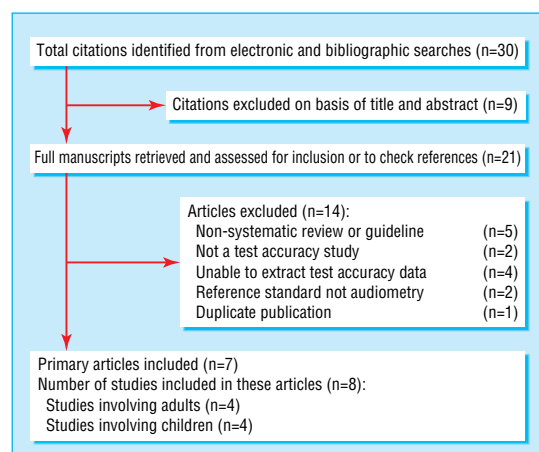 Total citations identified from electronic and bibliographic searches (n=30)
Citations excluded on basis of title and abstract (n=9)
Full manuscripts retrieved and assessed for inclusion or to check references (n=21)
Articles excluded (n=14):
Non-systematic review or guideline (n=5)
Not a test accuracy study (n=2)
Unable to extract test accuracy data (n=4)
Reference standard not audiometry (n=2)
Duplicate publication (n=1)
Primary articles included (n=7)
Number of studies included in these articles (n=8):
Studies involving adults (n=4)
Studies involving children (n=4)